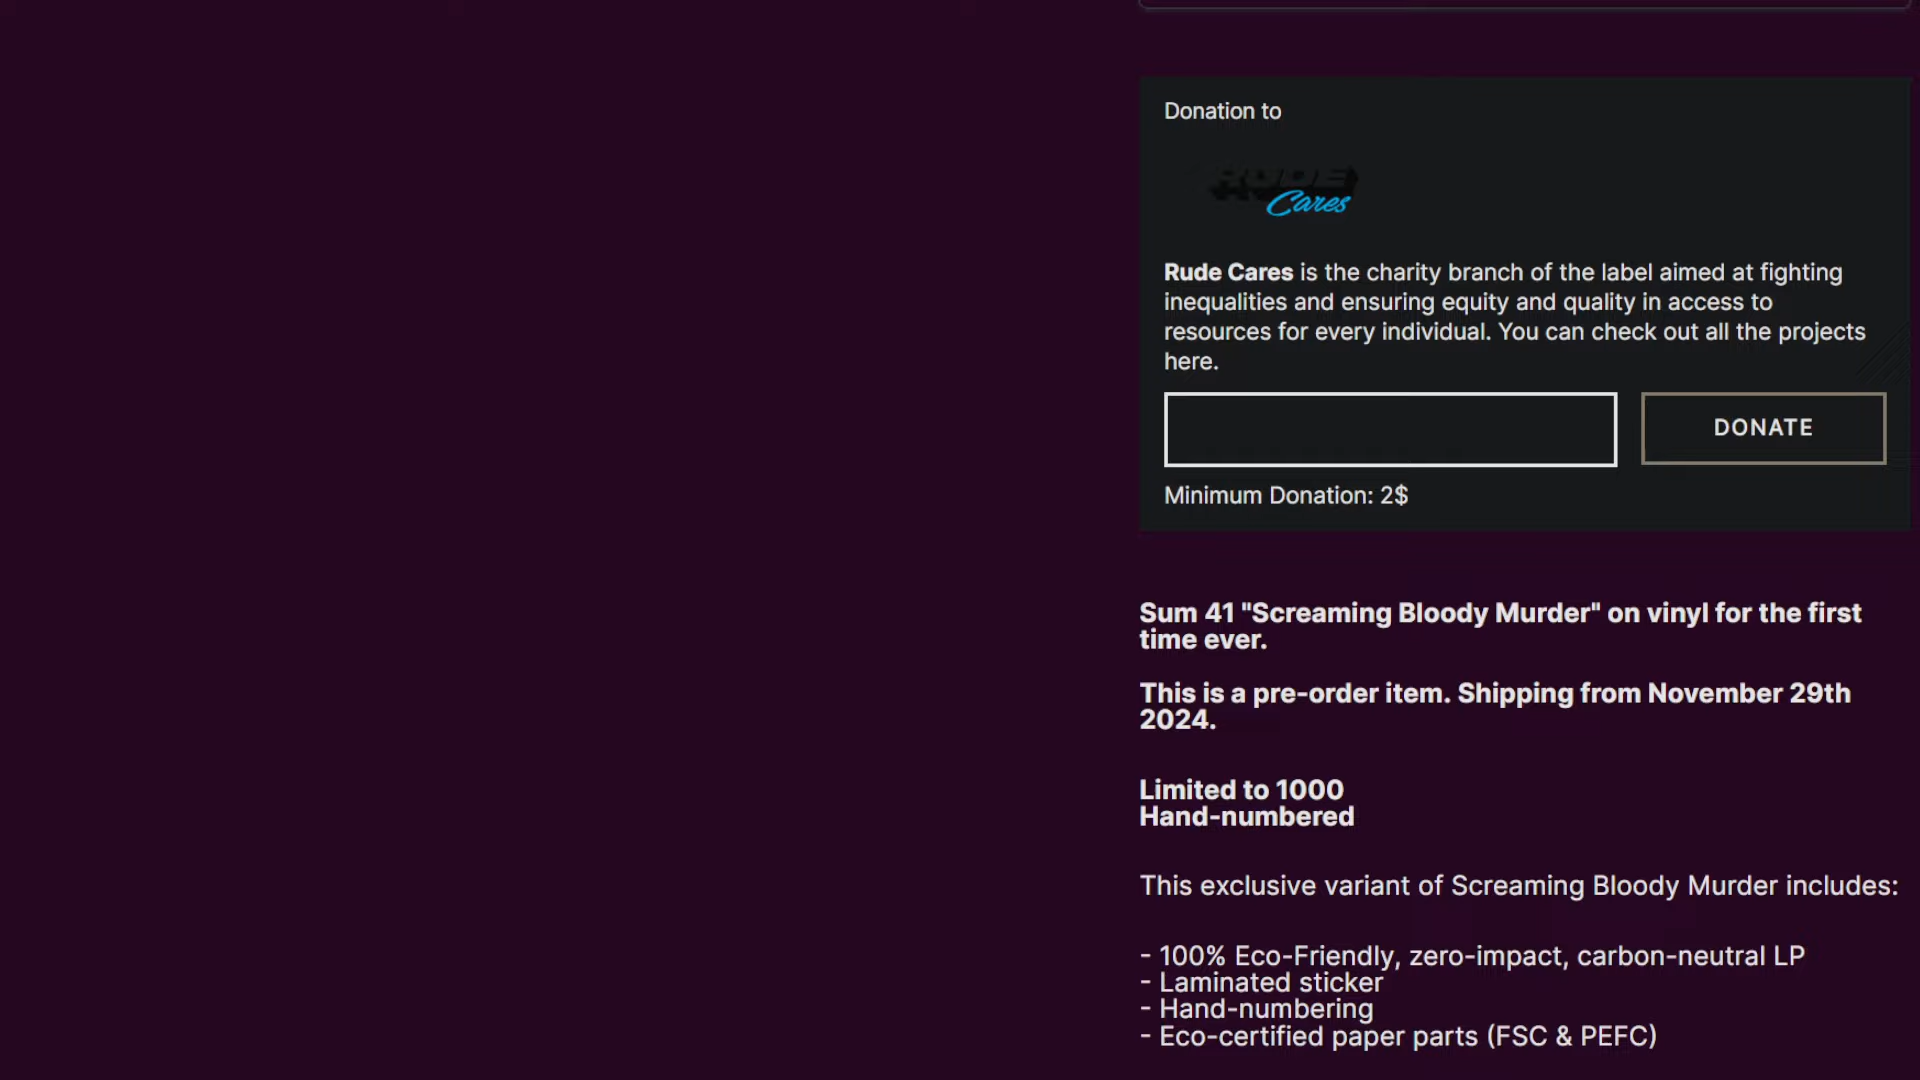 Donation to
RUDE
Cares
Rude Cares is the charity branch of the label aimed at fighting
inequalities and ensuring equity and quality in access to
resources for every individual. You can check out all the projects
here.
DONATE
Minimum Donation: 2$
Sum 41 "Screaming Bloody Murder" on vinyl for the first
time ever.
This is a pre-order item. Shipping from November 29th
2024.
Limited to 1000
Hand-numbered
This exclusive variant of Screaming Bloody Murder includes:
- 100% Eco-Friendly, zero-impact, carbon-neutral LP
- Laminated sticker
- Hand-numbering
- Eco-certified paper parts (FSC & PEFC)